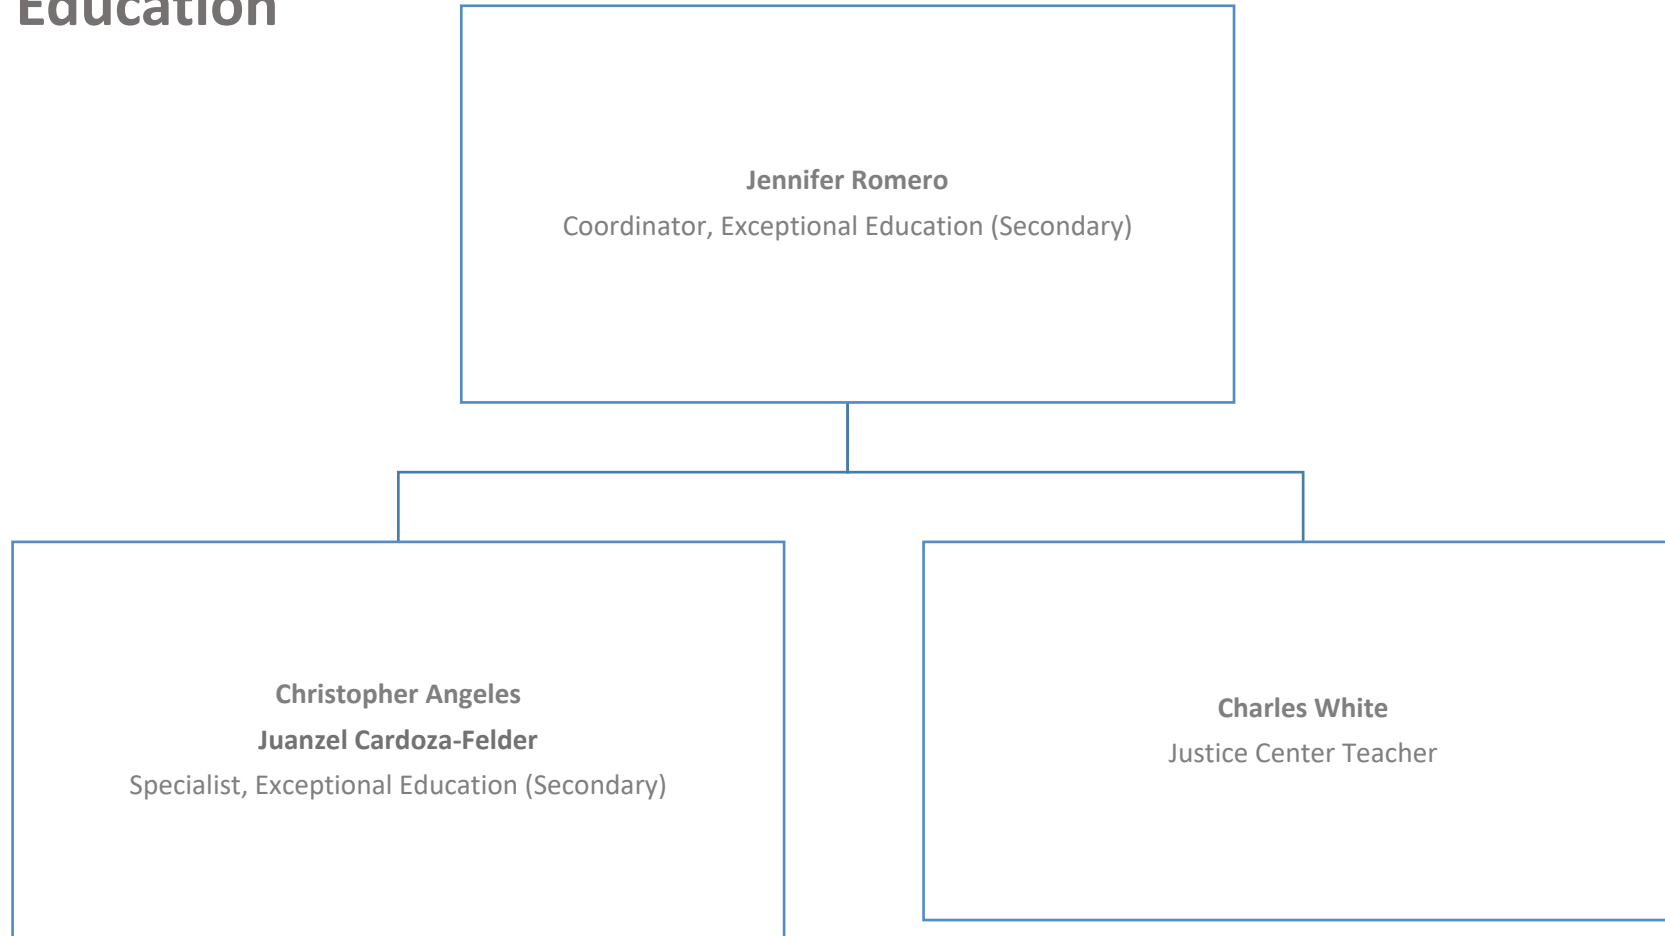 Education
Jennifer Romero
Coordinator, Exceptional Education (Secondary)
Christopher Angeles
Juanzel Cardoza-Felder
Specialist, Exceptional Education (Secondary)
Charles White
Justice Center Teacher